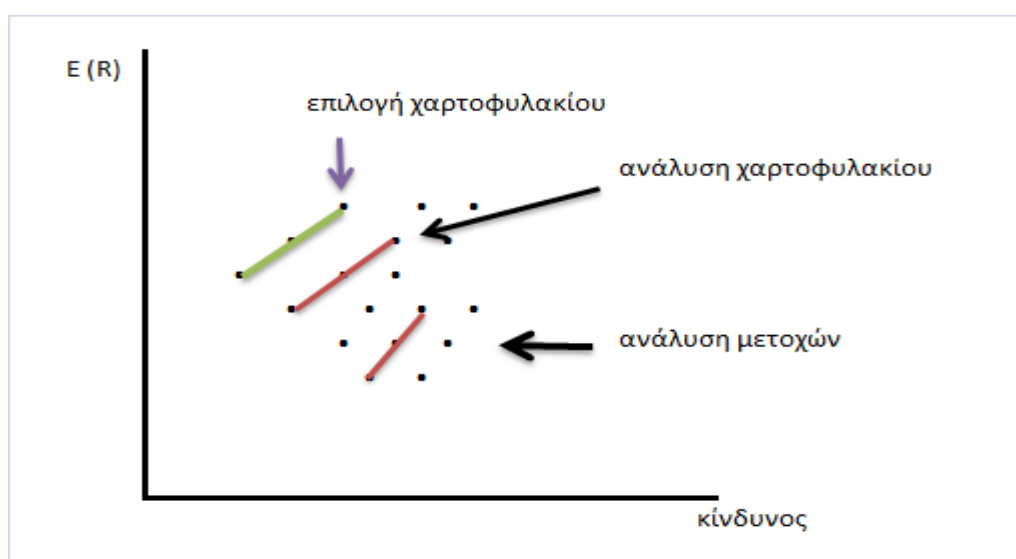 E (R)
επιλογή χαρτοφυλακίου
ανάλυση χαρτοφυλακίου
ανάλυση μετοχών
κίνδυνος